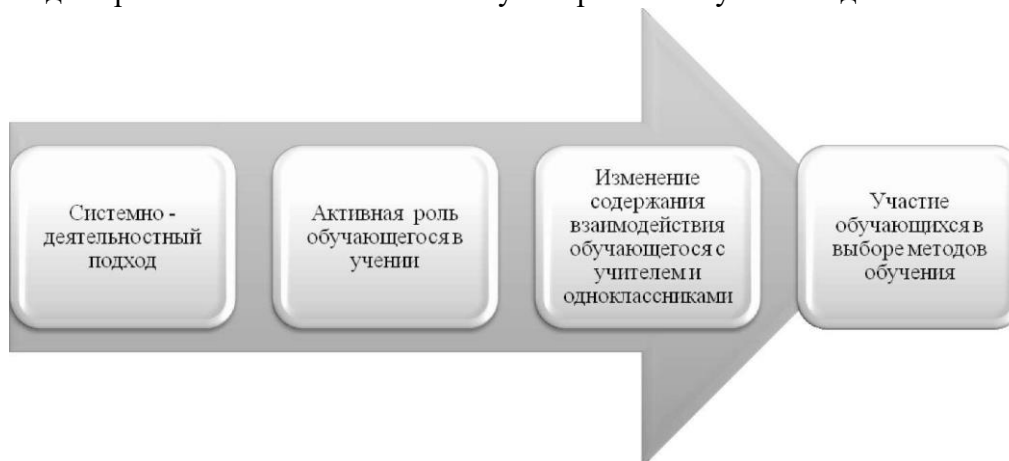 Системно -
деятельностный
подход
Активная роль
обучающегося в
учении
Изменение
содержания
взаимодействия
обучающегося с
учителем и
одноклассниками
Участие
обучающихся в
выборе методов
обучения